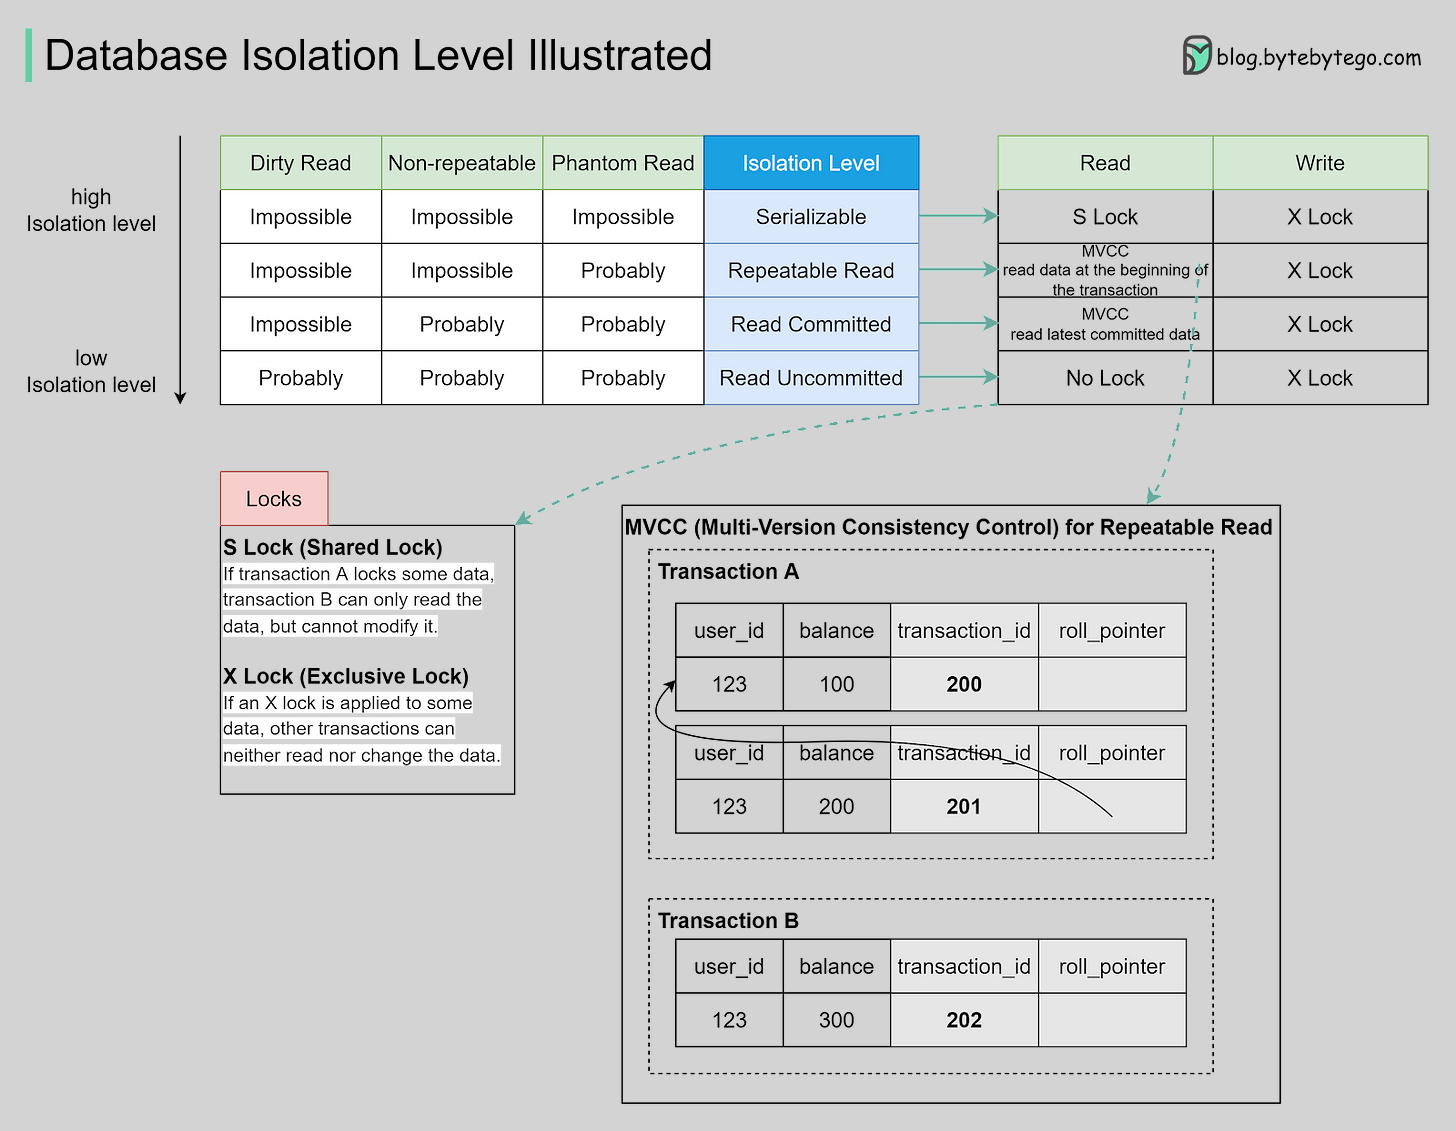 Database Isolation Level Illustrated
blog.bytebytego.com
high
Isolation level
low
Isolation level
Dirty Read Non-repeatable Phantom Read Isolation Level
Impossible Impossible Impossible Serializable
Impossible Impossible Probably Repeatable Read
Impossible Probably Probably Read Committed
Probably Probably Probably Read Uncommitted
Read Write
S Lock X Lock
MVCC
read data at the beginning of
the transaction
X Lock
MVCC
read latest committed data
X Lock
No Lock X Lock
Locks
S Lock (Shared Lock)
If transaction A locks some data,
transaction B can only read the
data, but cannot modify it.
X Lock (Exclusive Lock)
If an X lock is applied to some
data, other transactions can
neither read nor change the data.
MVCC (Multi-Version Consistency Control) for Repeatable Read
Transaction A
user_id balance transaction_id roll_pointer
123 100 200
user_id balance transaction_id roll_pointer
123 200 201
Transaction B
user_id balance transaction_id roll_pointer
123 300 202